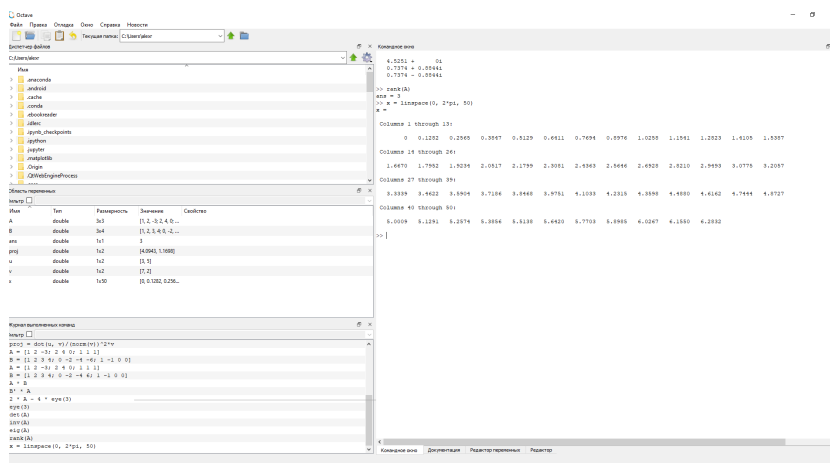 Octave
Файл Правка Отладка Окно Справка Новости
Текущая папка: C:\Users\alexr
Диспетчер файлов
C:/Users/alexr
Имя
.anaconda
.android
.cache
.conda
.ebookreader
.idlerc
.ipynb_checkpoints
.ipython
.jupyter
.matplotlib
.Origin
.QtWebEngineProcess
Область переменных
Фильтр
Имя Тип Размерность Значение Свойство
A double 3x3 [1, 2, -3; 2, 4, 0; ...
B double 3x4 [1, 2, 3, 4; 0, -2, ...
ans double 1x1 3
proj double 1x2 [4.0943, 1.1698]
u double 1x2 [3, 5]
v double 1x2 [7, 2]
x double 1x50 [0, 0.1282, 0.256...
Журнал выполненных команд
Фильтр
proj = dot(u, v)/(norm(v))^2*v
A = [1 2 -3; 2 4 0; 1 1 1]
B = [1 2 3 4; 0 -2 -4 -6; 1 -1 0 0]
A = [1 2 -3; 2 4 0; 1 1 1]
B = [1 2 3 4; 0 -2 -4 6; 1 -1 0 0]
A * B
B' * A
2 * A - 4 * eye(3)
eye(3)
det(A)
inv(A)
eig(A)
rank(A)
x = linspace(0, 2*pi, 50)
Командное окно
4.5251 + 0i
0.7374 + 0.8844i
0.7374 - 0.8844i
>> rank(A)
ans = 3
>> x = linspace(0, 2*pi, 50)
x =
Columns 1 through 13:
0 0.1282 0.2565 0.3847 0.5129 0.6411 0.7694 0.8976 1.0258 1.1541 1.2823 1.4105 1.5387
Columns 14 through 26:
1.6670 1.7952 1.9234 2.0517 2.1799 2.3081 2.4363 2.5646 2.6928 2.8210 2.9493 3.0775 3.2057
Columns 27 through 39:
3.3339 3.4622 3.5904 3.7186 3.8468 3.9751 4.1033 4.2315 4.3598 4.4880 4.6162 4.7444 4.8727
Columns 40 through 50:
5.0009 5.1291 5.2574 5.3856 5.5138 5.6420 5.7703 5.8985 6.0267 6.1550 6.2832
>>
Командное окно Документация Редактор переменных Редактор